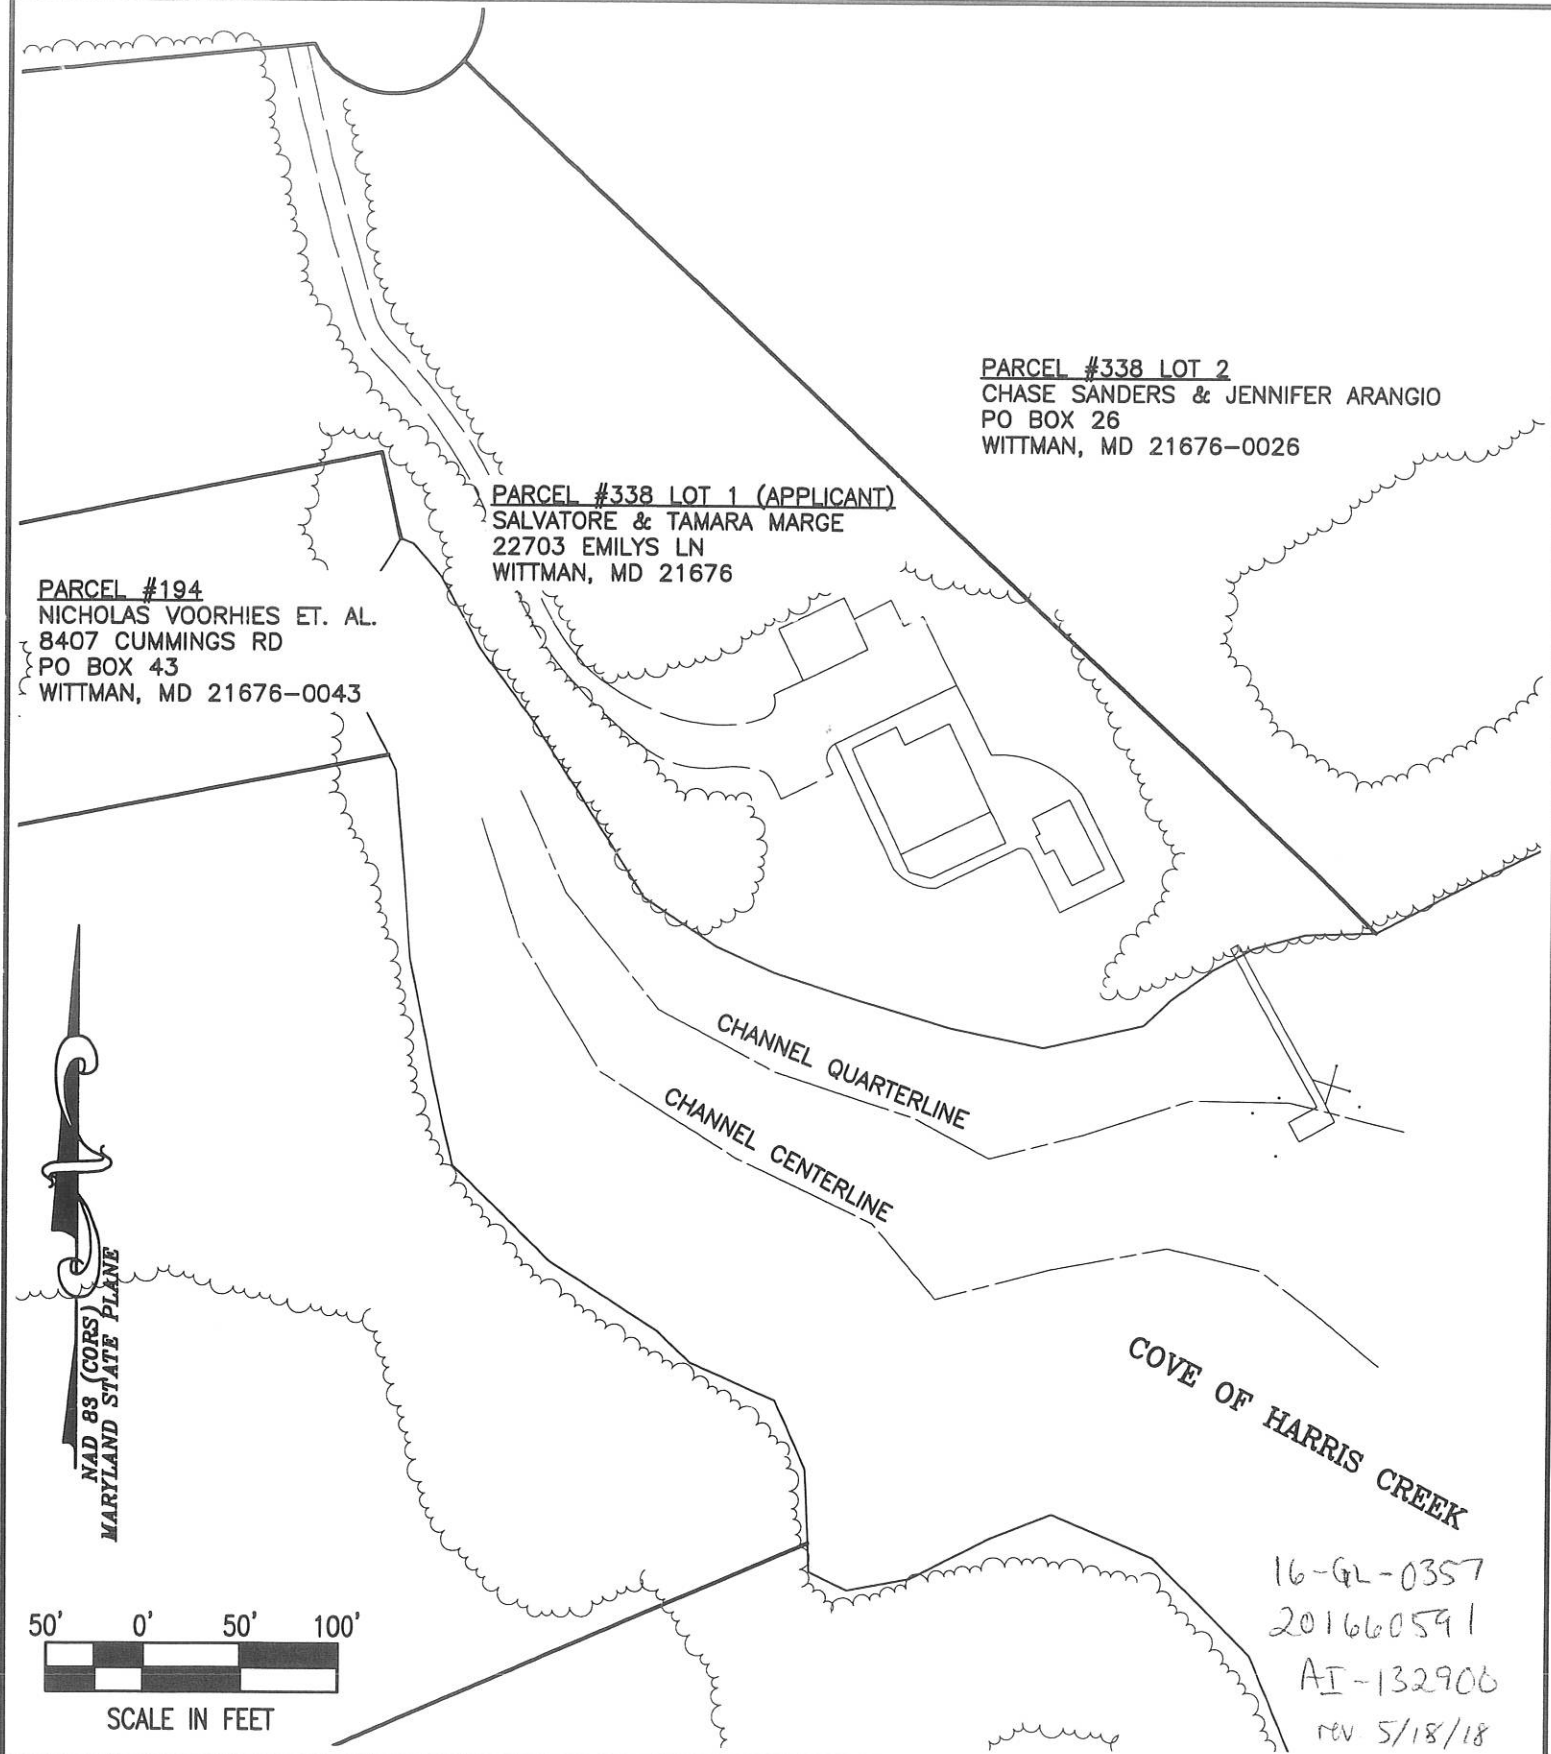 PARCEL #338 LOT 2
CHASE SANDERS & JENNIFER ARANGIO
PO BOX 26
WITTMAN, MD 21676-0026
PARCEL #338 LOT 1 (APPLICANT)
SALVATORE & TAMARA MARGE
22703 EMILYS LN
WITTMAN, MD 21676
PARCEL #194
NICHOLAS VOORHIES ET. AL.
8407 CUMMINGS RD
PO BOX 43
WITTMAN, MD 21676-0043
CHANNEL QUARTERLINE
CHANNEL CENTERLINE
NAD 83 (CORS)
MARYLAND STATE PLANE
COVE OF HARRIS CREEK
50' 0' 50' 100'
SCALE IN FEET
16-GL-0357
201660591
AI-132906
rev 5/18/18